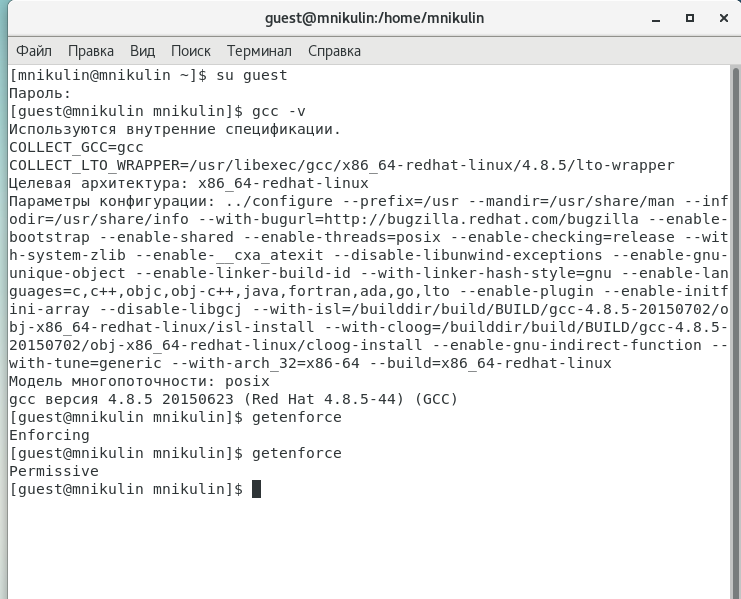 guest@mnikulin:/home/mnikulin
Файл Правка Вид Поиск Терминал Справка
[mnikulin@mnikulin ~]$ su guest
Пароль:
[guest@mnikulin mnikulin]$ gcc -v
Используются внутренние спецификации.
COLLECT_GCC=gcc
COLLECT_LTO_WRAPPER=/usr/libexec/gcc/x86_64-redhat-linux/4.8.5/lto-wrapper
Целевая архитектура: x86_64-redhat-linux
Параметры конфигурации: ../configure --prefix=/usr --mandir=/usr/share/man --inf
odir=/usr/share/info --with-bugurl=http://bugzilla.redhat.com/bugzilla --enable-
bootstrap --enable-shared --enable-threads=posix --enable-checking=release --wit
h-system-zlib --enable-__cxa_atexit --disable-libunwind-exceptions --enable-gnu-
unique-object --enable-linker-build-id --with-linker-hash-style=gnu --enable-lan
guages=c,c++,objc,obj-c++,java,fortran,ada,go,lto --enable-plugin --enable-initf
ini-array --disable-libgcj --with-isl=/builddir/build/BUILD/gcc-4.8.5-20150702/o
bj-x86_64-redhat-linux/isl-install --with-cloog=/builddir/build/BUILD/gcc-4.8.5-
20150702/obj-x86_64-redhat-linux/cloog-install --enable-gnu-indirect-function --
with-tune=generic --with-arch_32=x86-64 --build=x86_64-redhat-linux
Модель многопоточности: posix
gcc версия 4.8.5 20150623 (Red Hat 4.8.5-44) (GCC)
[guest@mnikulin mnikulin]$ getenforce
Enforcing
[guest@mnikulin mnikulin]$ getenforce
Permissive
[guest@mnikulin mnikulin]$